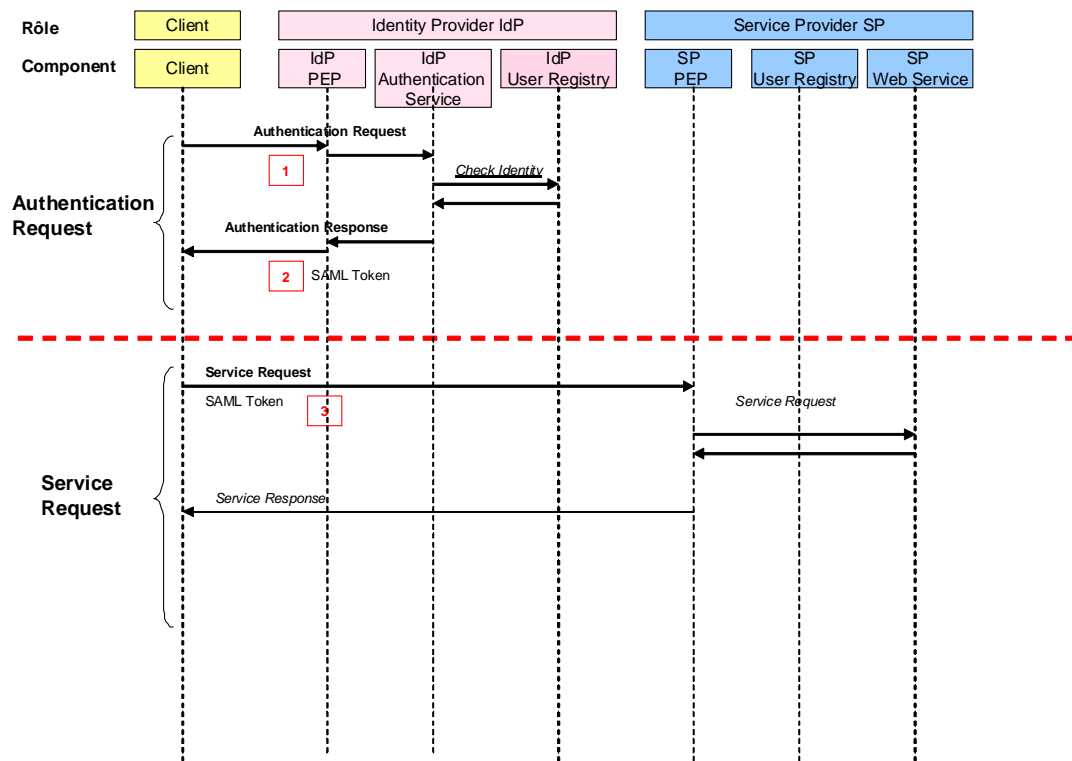 Rôle
Client
Identity Provider IdP
Service Provider SP
Component
Client
IdP
PEP
IdP
Authentication
Service
IdP
User Registry
SP
PEP
SP
User Registry
SP
Web Service
Authentication Request
1
Check Identity
Authentication
Request
Authentication Response
2
SAML Token
Service Request
SAML Token
3
Service Request
Service
Request
Service Response